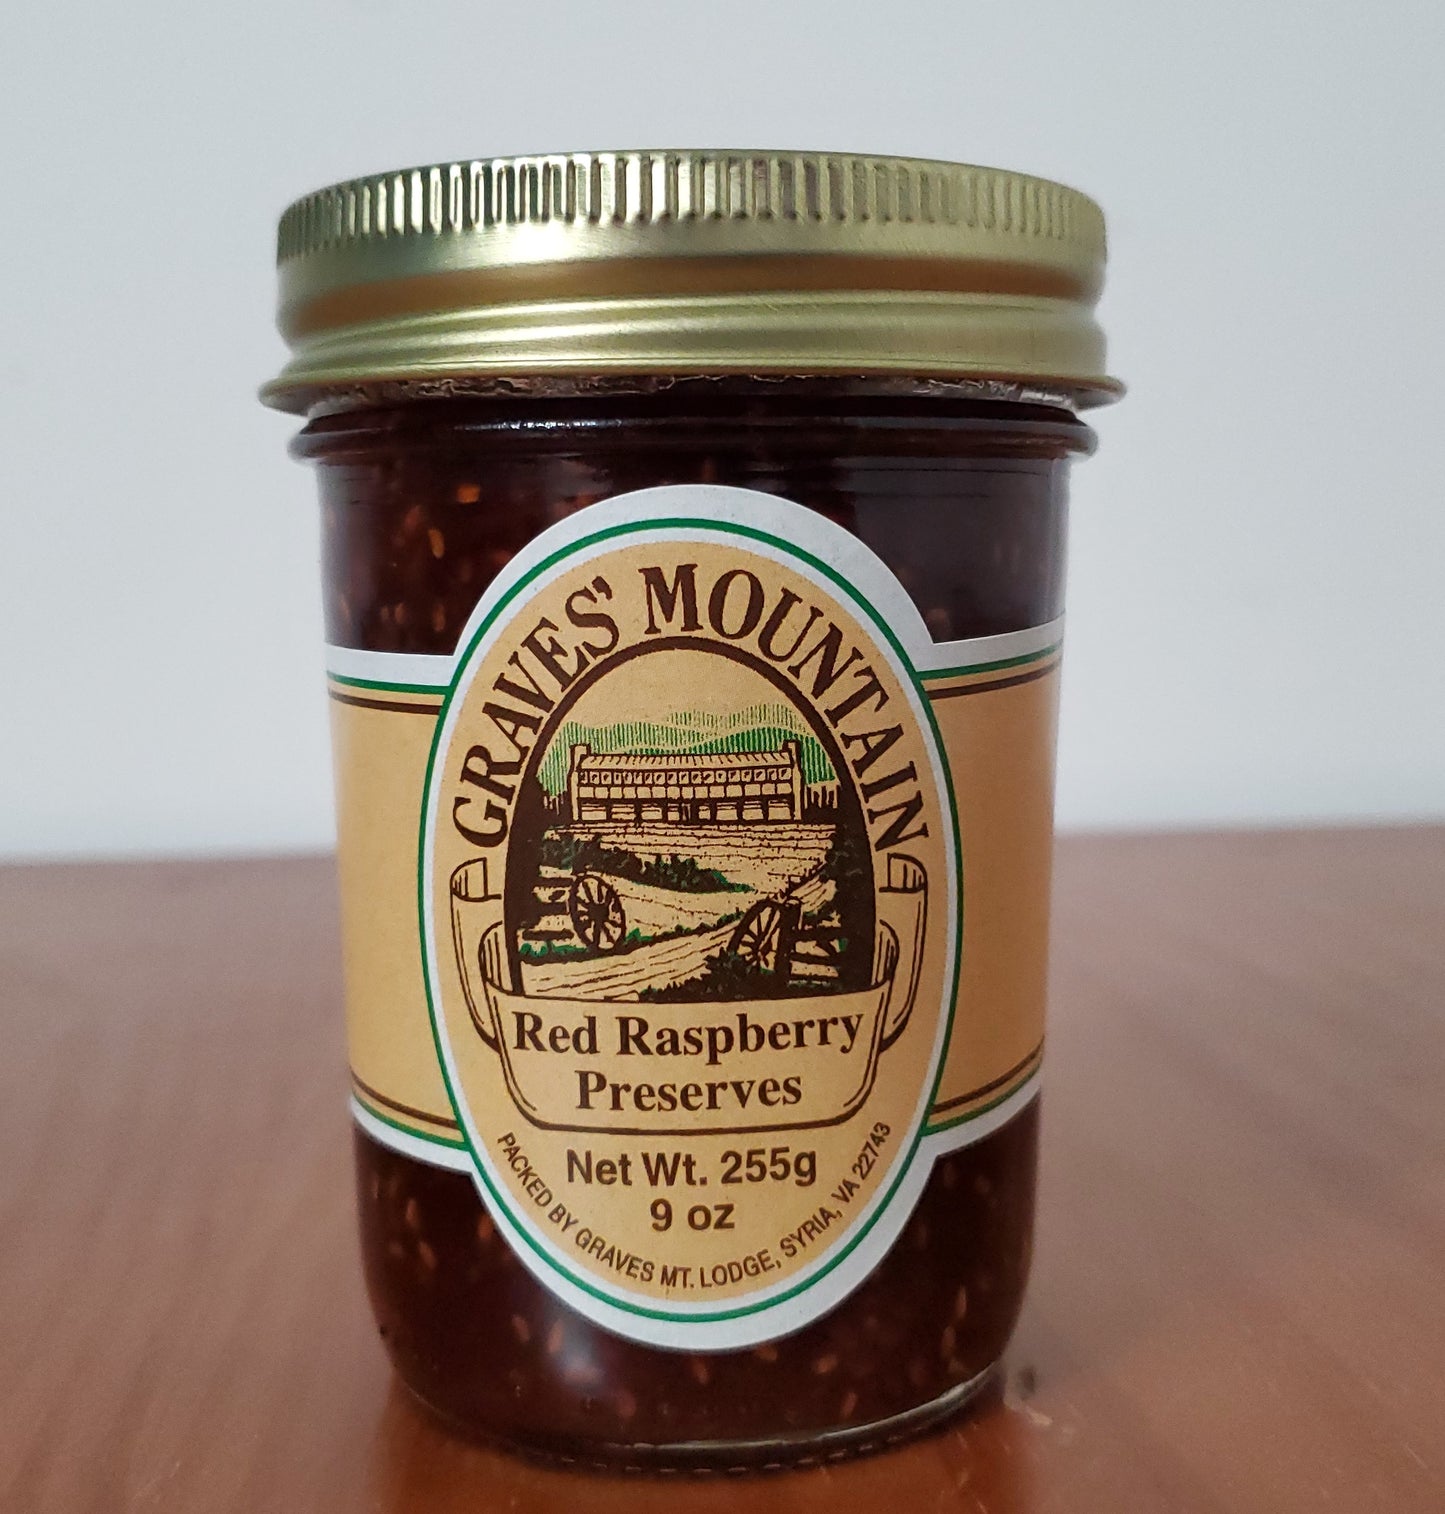 GRAVES' MOUNTAIN
Red Raspberry
Preserves
Net Wt. 255g
9 oz
PACKED BY GRAVES MT. LODGE, SYRIA, VA 22743